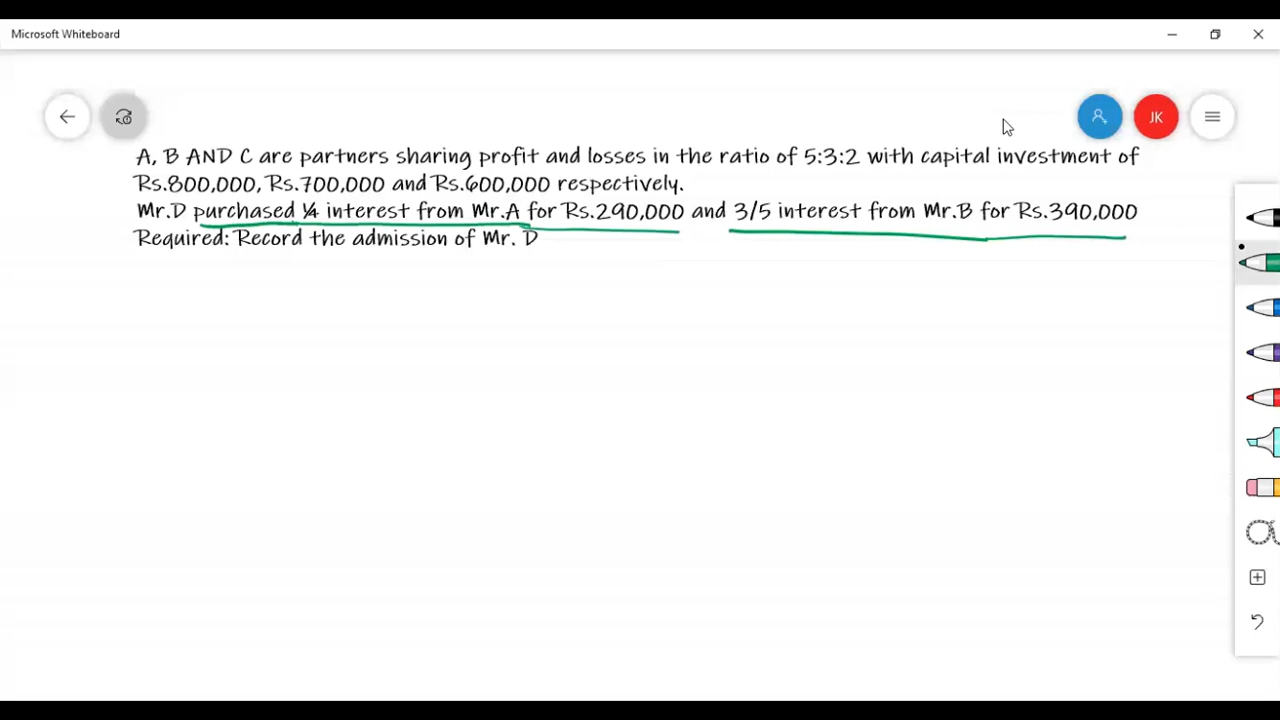 Microsoft Whiteboard
JK
A, B AND C are partners sharing profit and losses in the ratio of 5:3:2 with capital investment of
Rs.800,000, Rs.700,000 and Rs.600,000 respectively.
Mr.D purchased ¼ interest from Mr.A for Rs.290,000 and 3/5 interest from Mr.B for Rs.390,000
Required: Record the admission of Mr. D